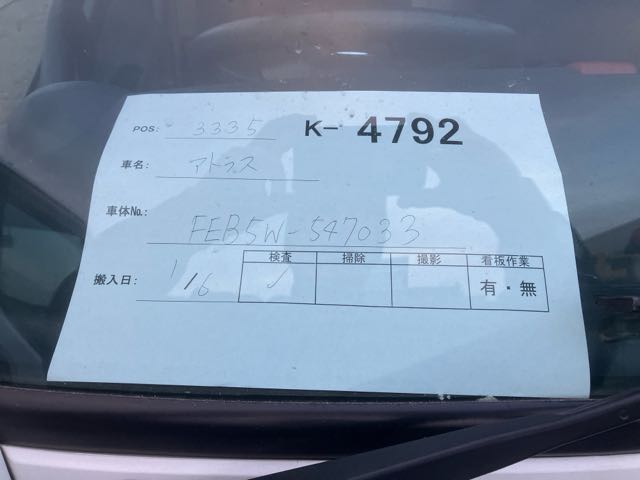 POS: 3335 K- 4792
車名: アトラス
車体No.: FEB5W-547033
検査 掃除 撮影 看板作業
搬入日: 1/16 ✓ 有・無